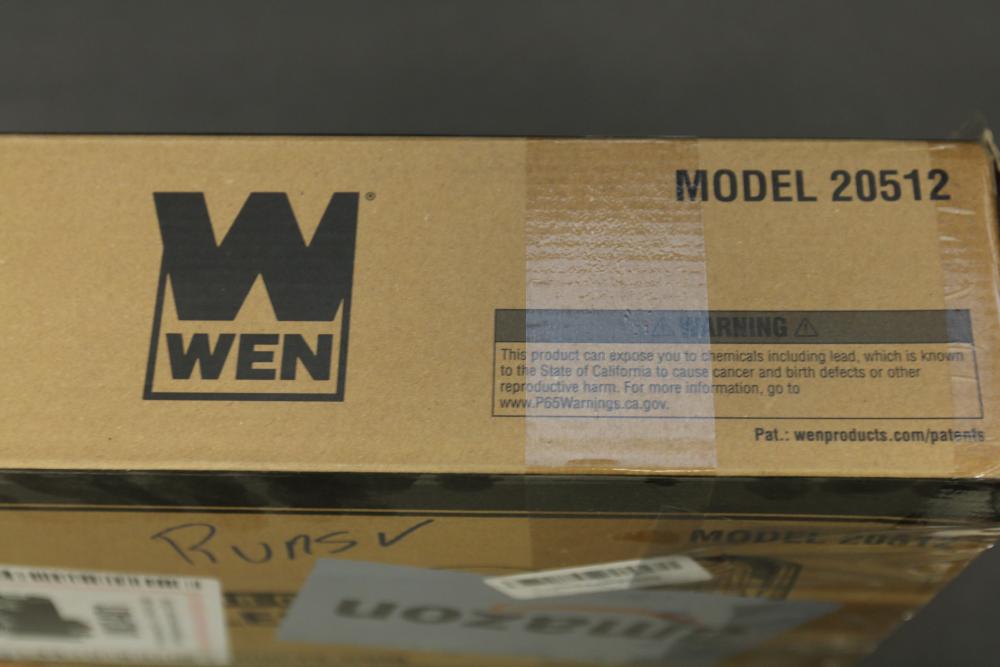 MODEL 20512
W®
WEN
⚠ WARNING ⚠
This product can expose you to chemicals including lead, which is known
to the State of California to cause cancer and birth defects or other
reproductive harm. For more information, go to
www.P65Warnings.ca.gov.
Pat.: wenproducts.com/patents
Runs ✓
MODEL 20512
amazon